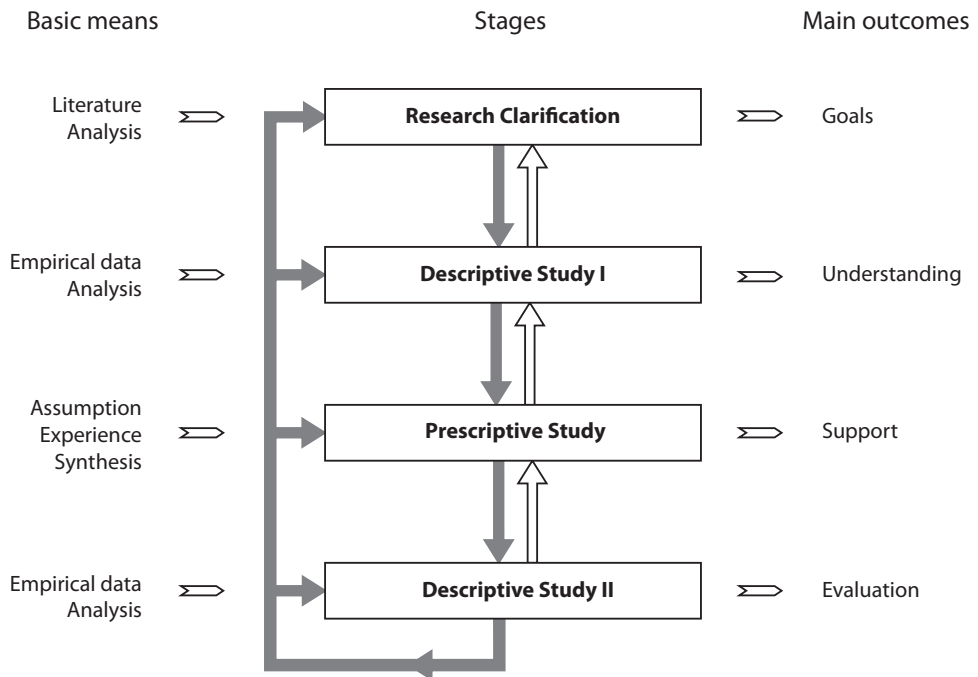 Basic means
Stages
Main outcomes
Literature
Analysis
Research Clarification
Goals
Empirical data
Analysis
Descriptive Study I
Understanding
Assumption
Experience
Synthesis
Prescriptive Study
Support
Empirical data
Analysis
Descriptive Study II
Evaluation